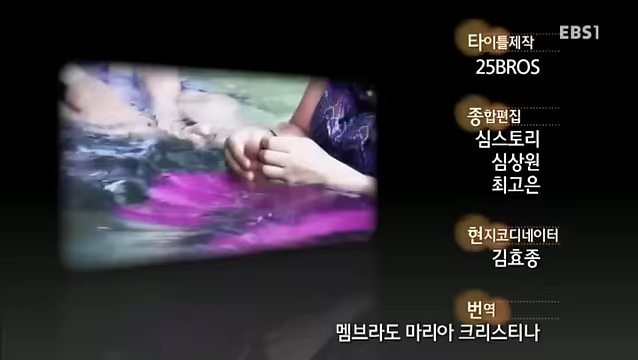 EBS1
타이틀제작
25BROS
종합편집
심스토리
심상원
최고은
현지코디네이터
김효종
번역
멤브라도 마리아 크리스티나